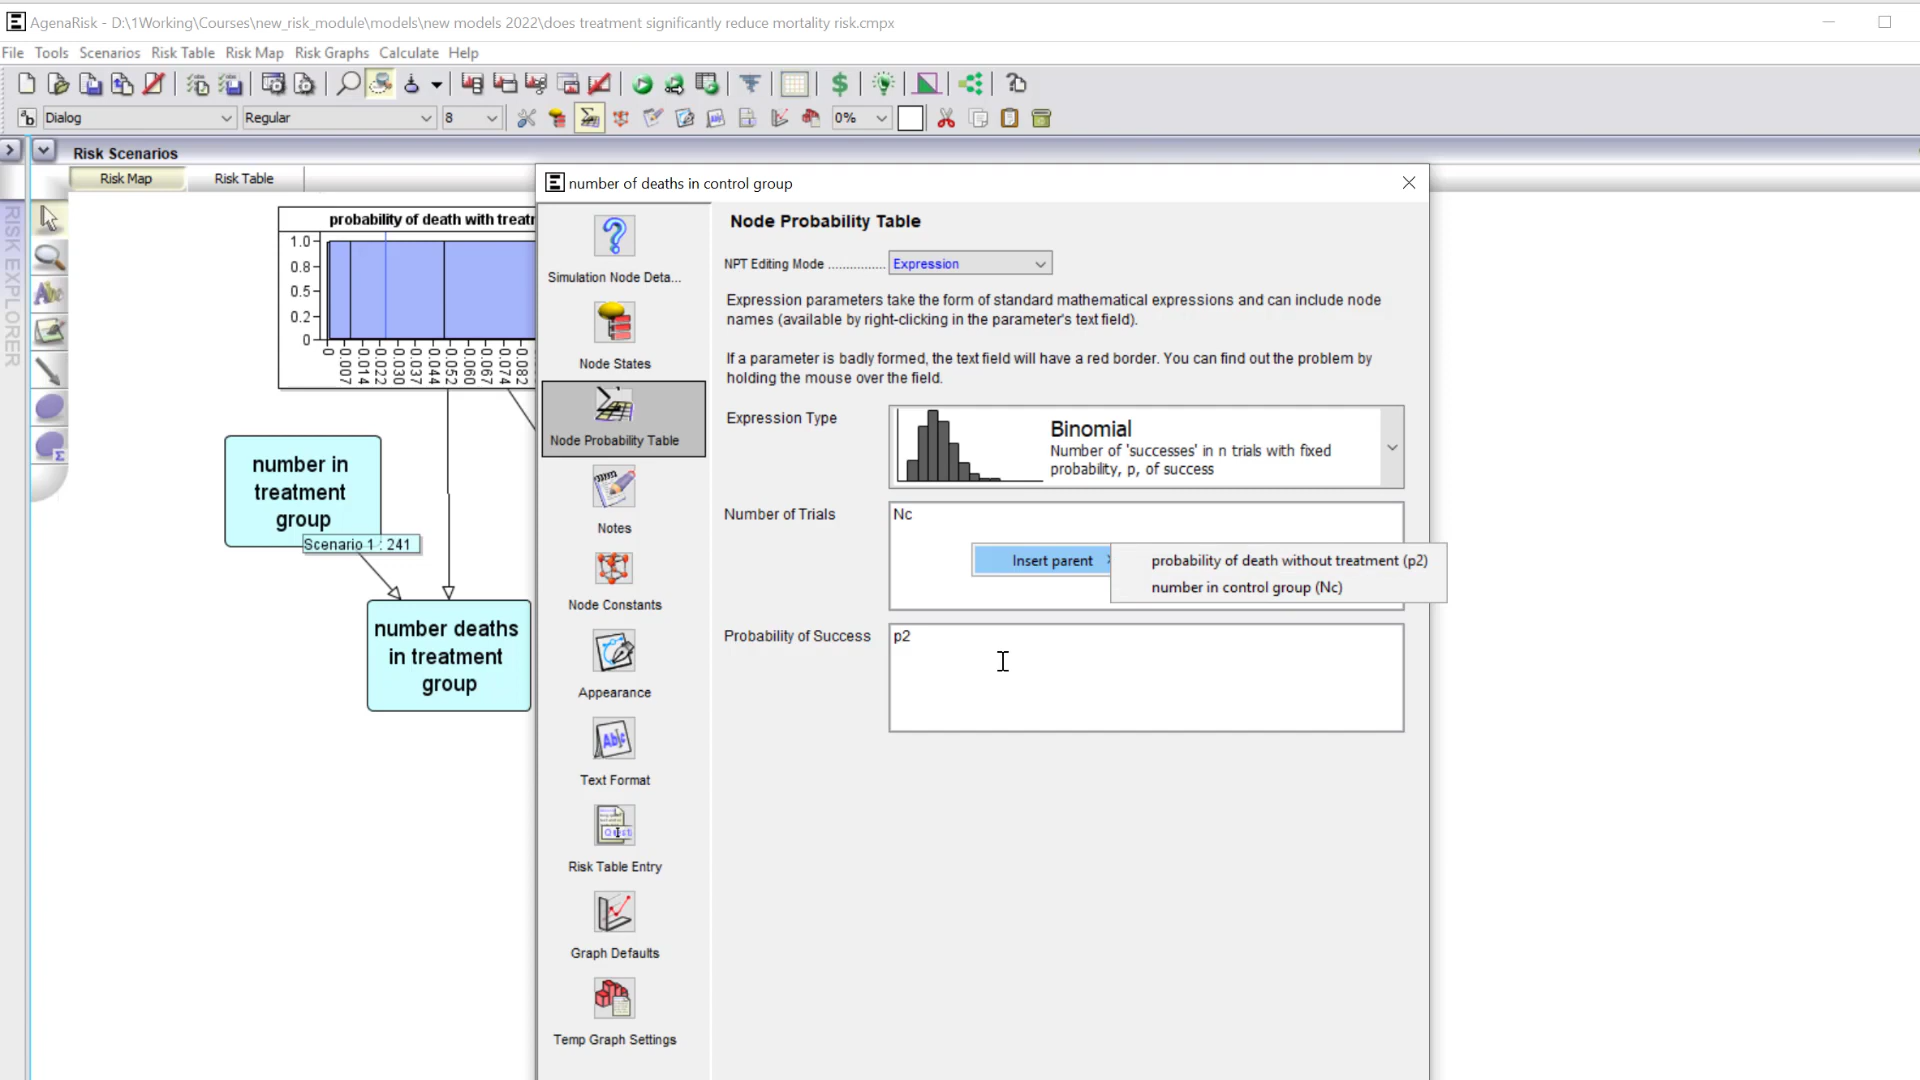 AgenaRisk - D:\1Working\Courses\new_risk_module\models\new models 2022\does treatment significantly reduce mortality risk.cmpx
File Tools Scenarios Risk Table Risk Map Risk Graphs Calculate Help
Dialog Regular 8 0%
Risk Scenarios
Risk Map Risk Table
RISK EXPLORER
probability of death with treatr
1.0
0.8
0.5
0.2
0
0 0.007 0.014 0.022 0.030 0.037 0.044 0.052 0.060 0.067 0.074 0.082
number in
treatment
group
Scenario 1 : 241
number deaths
in treatment
group
number of deaths in control group
Simulation Node Deta...
Node States
Node Probability Table
Notes
Node Constants
Appearance
Text Format
Risk Table Entry
Graph Defaults
Temp Graph Settings
Node Probability Table
NPT Editing Mode ............... Expression
Expression parameters take the form of standard mathematical expressions and can include node
names (available by right-clicking in the parameter's text field).
If a parameter is badly formed, the text field will have a red border. You can find out the problem by
holding the mouse over the field.
Expression Type
Binomial
Number of 'successes' in n trials with fixed
probability, p, of success
Number of Trials
Nc
Insert parent
probability of death without treatment (p2)
number in control group (Nc)
Probability of Success
p2